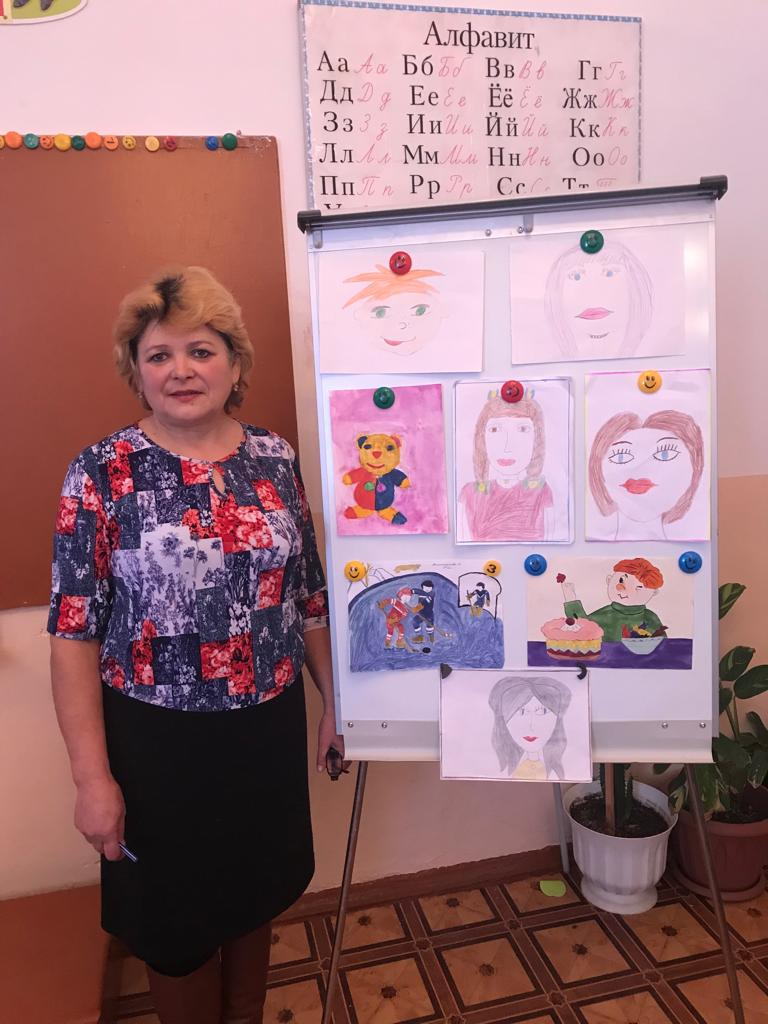 Алфавит
Аа Аа Бб Бб Вв Вв Гг Гг
Дд Дд Ее Ее Ёё Ёё Жж Жж
Зз Зз Ии Ии Йй Йй Кк Кк
Лл Лл Мм Мм Нн Нн Оо Оо
Пп Пп Рр Рр Сс Сс Тт
3